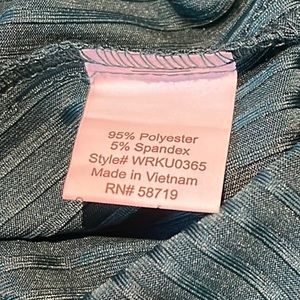 95% Polyester
5% Spandex
Style# WRKU0365
Made in Vietnam
RN# 58719